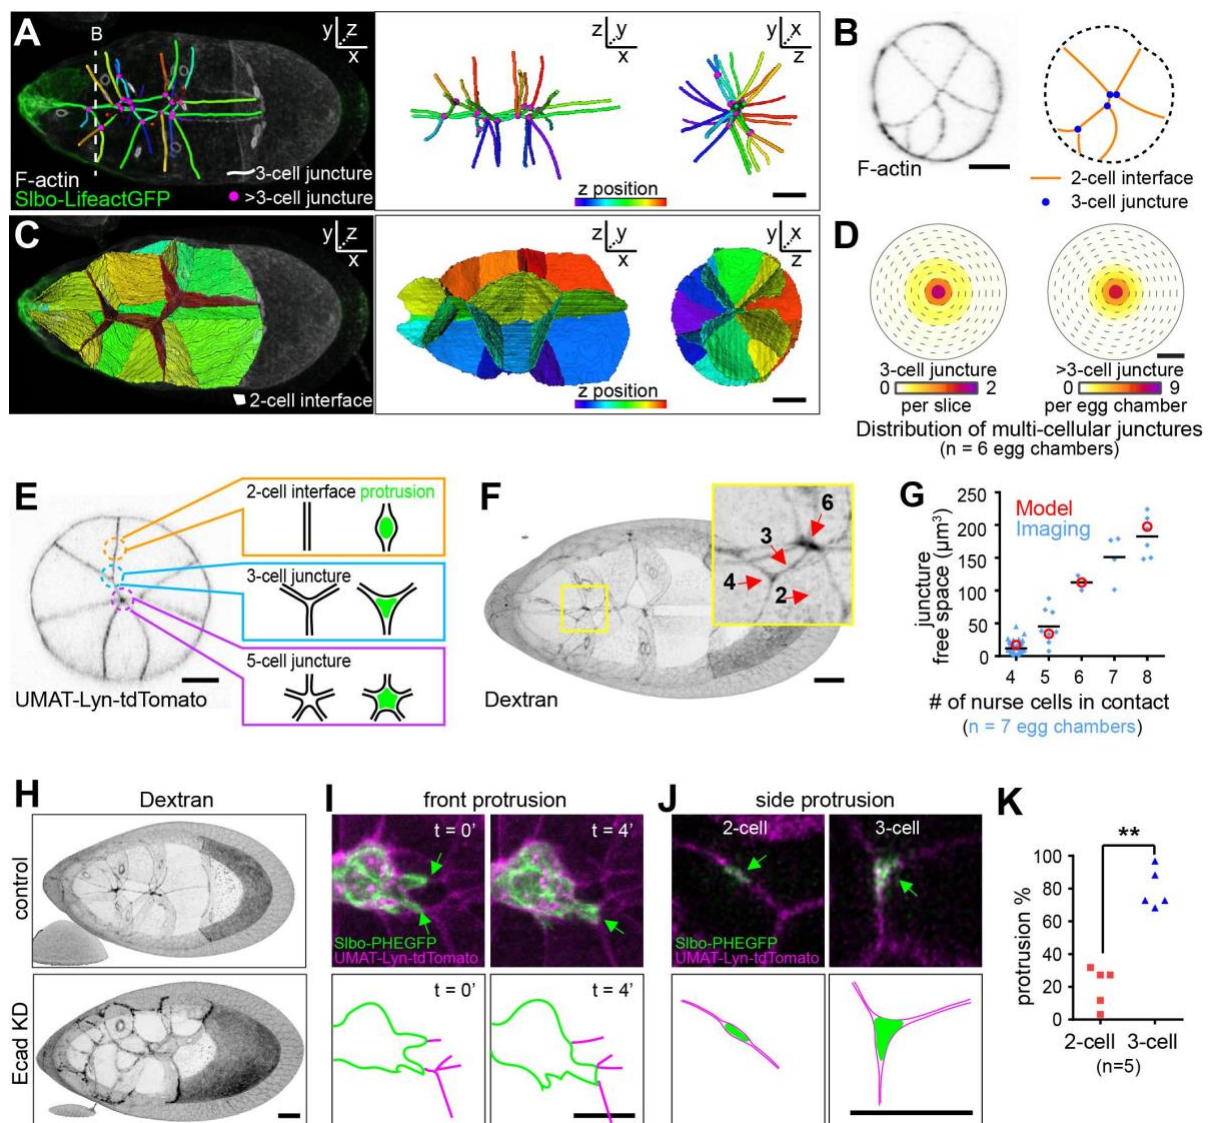 A
B
y z
x
F-actin
Slbo-LifeactGFP
3-cell juncture
>3-cell juncture
z y
x
y x
z
z position
B
F-actin
2-cell interface
3-cell juncture
C
y z
x
2-cell interface
z y
x
y x
z
z position
D
3-cell juncture
0 2
per slice
>3-cell juncture
0 9
per egg chamber
Distribution of multi-cellular junctures
(n = 6 egg chambers)
E
2-cell interface protrusion
3-cell juncture
5-cell juncture
UMAT-Lyn-tdTomato
F
6
3
4
2
Dextran
G
Model
Imaging
juncture
free space (µm³)
250
200
150
100
50
0
4 5 6 7 8
# of nurse cells in contact
(n = 7 egg chambers)
H
Dextran
control
Ecad KD
I
front protrusion
t = 0'
t = 4'
Slbo-PHEGFP
UMAT-Lyn-tdTomato
t = 0'
t = 4'
J
side protrusion
2-cell
3-cell
Slbo-PHEGFP
UMAT-Lyn-tdTomato
K
**
protrusion %
100
80
60
40
20
0
2-cell 3-cell
(n=5)